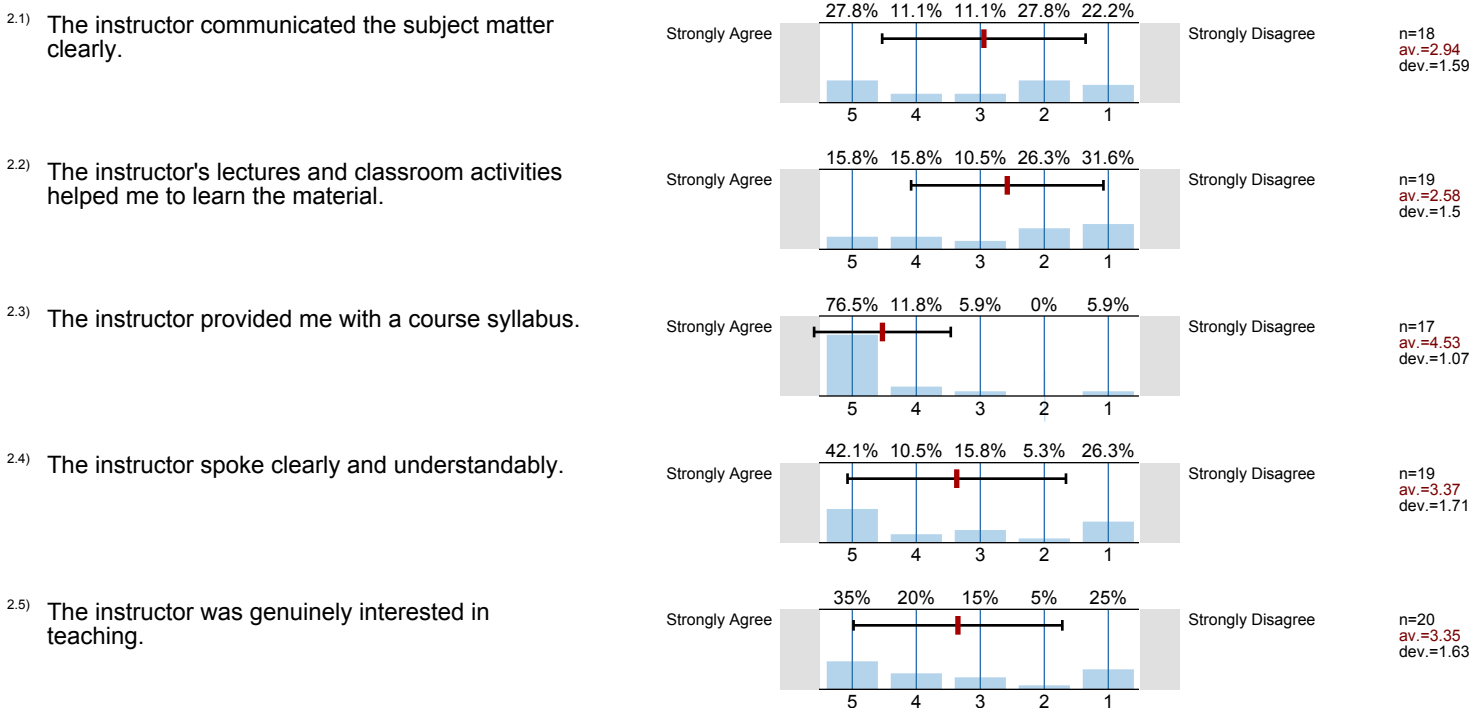 2.1) The instructor communicated the subject matter
clearly.
Strongly Agree
27.8% 11.1% 11.1% 27.8% 22.2%
5 4 3 2 1
Strongly Disagree
n=18
av.=2.94
dev.=1.59
2.2) The instructor's lectures and classroom activities
helped me to learn the material.
Strongly Agree
15.8% 15.8% 10.5% 26.3% 31.6%
5 4 3 2 1
Strongly Disagree
n=19
av.=2.58
dev.=1.5
2.3) The instructor provided me with a course syllabus.
Strongly Agree
76.5% 11.8% 5.9% 0% 5.9%
5 4 3 2 1
Strongly Disagree
n=17
av.=4.53
dev.=1.07
2.4) The instructor spoke clearly and understandably.
Strongly Agree
42.1% 10.5% 15.8% 5.3% 26.3%
5 4 3 2 1
Strongly Disagree
n=19
av.=3.37
dev.=1.71
2.5) The instructor was genuinely interested in
teaching.
Strongly Agree
35% 20% 15% 5% 25%
5 4 3 2 1
Strongly Disagree
n=20
av.=3.35
dev.=1.63